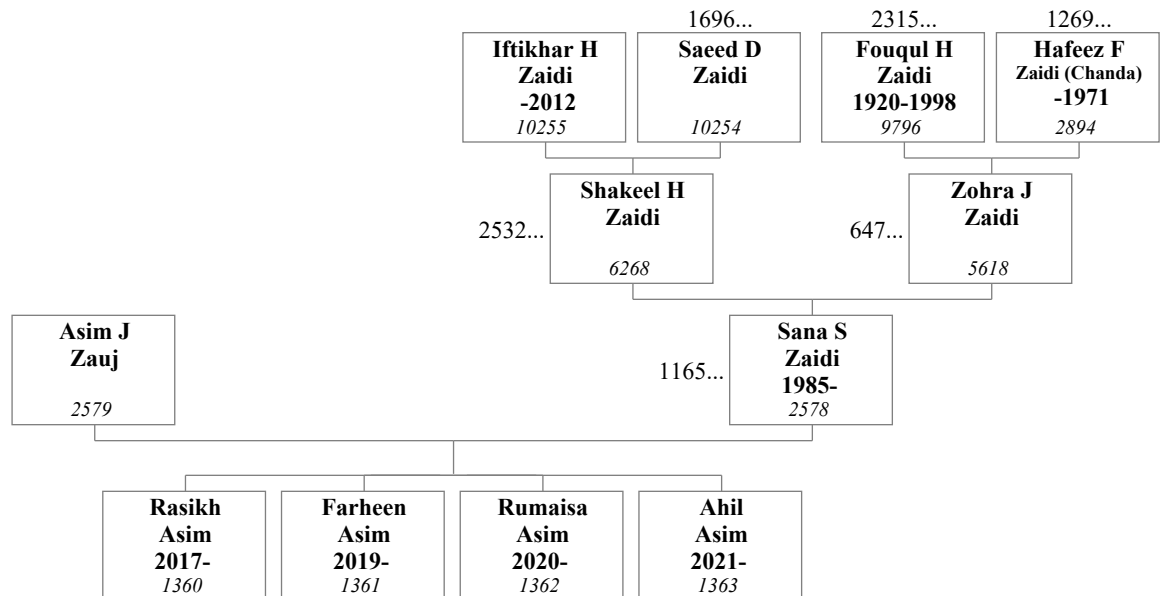 1696...
2315...
1269...
Iftikhar H
Zaidi
-2012
10255
Saeed D
Zaidi
10254
Fouqul H
Zaidi
1920-1998
9796
Hafeez F
Zaidi (Chanda)
-1971
2894
2532...
Shakeel H
Zaidi
6268
647...
Zohra J
Zaidi
5618
Asim J
Zauj
2579
1165...
Sana S
Zaidi
1985-
2578
Rasikh
Asim
2017-
1360
Farheen
Asim
2019-
1361
Rumaisa
Asim
2020-
1362
Ahil
Asim
2021-
1363